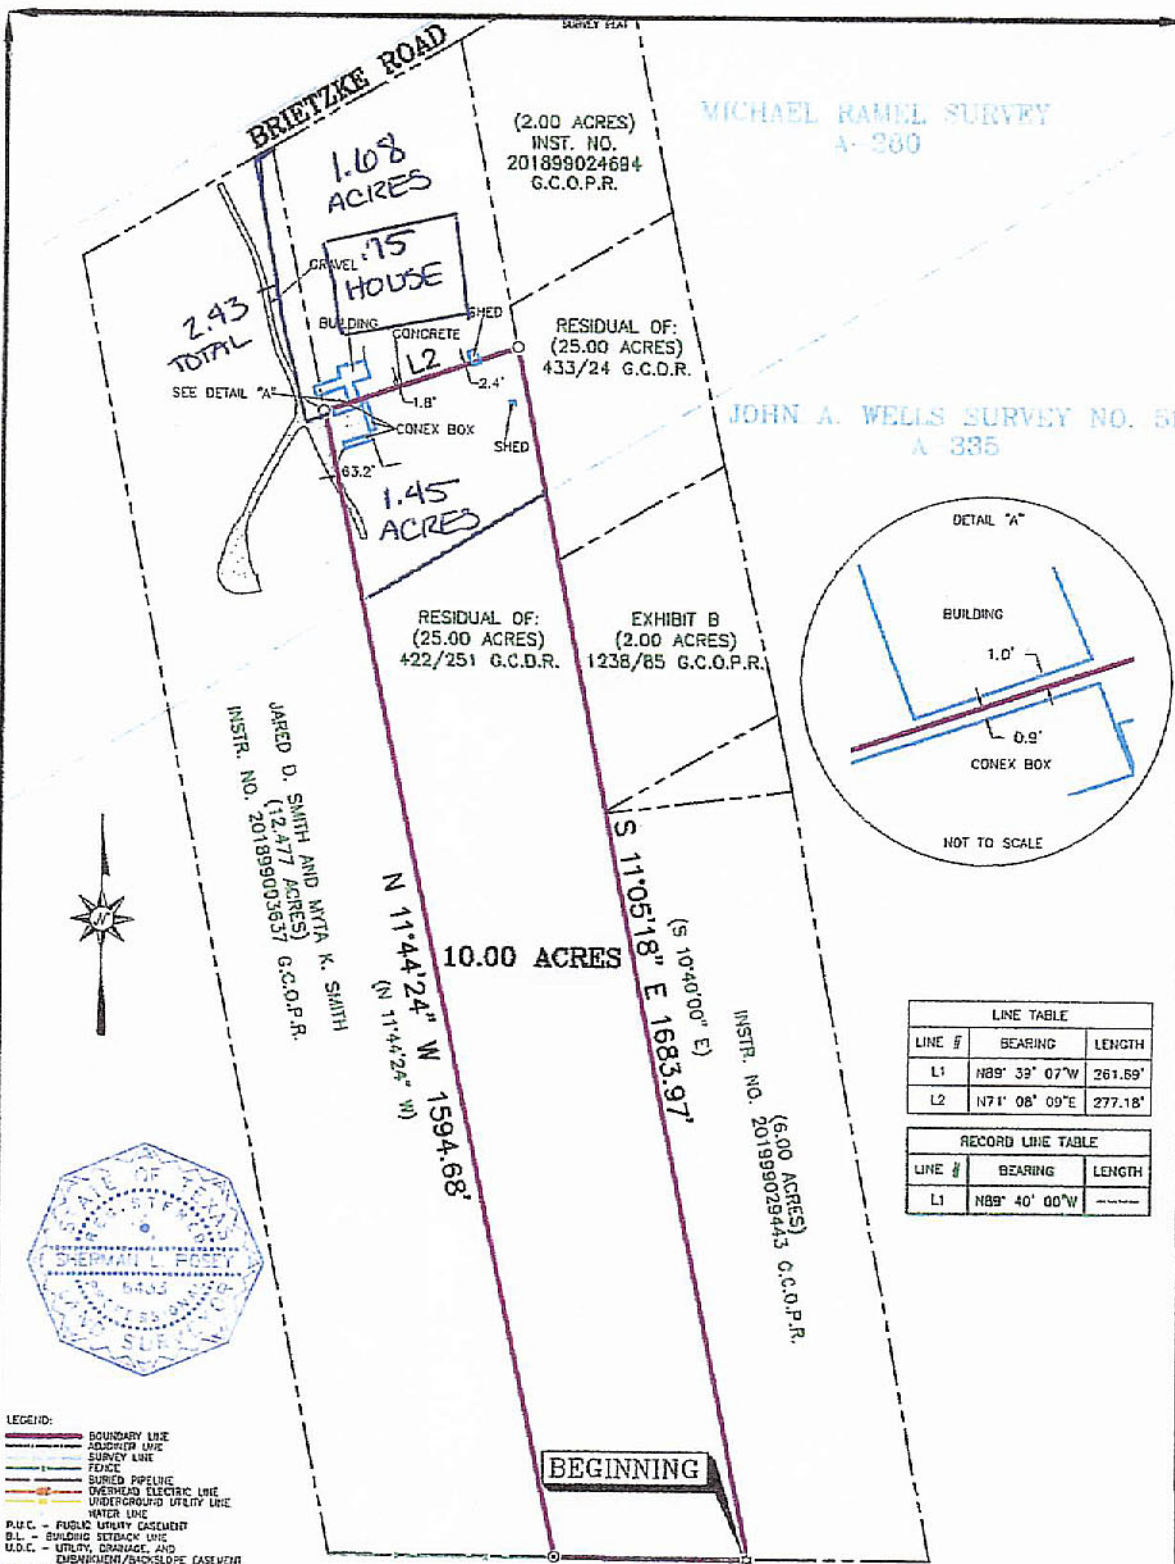 SURVEY PLAT
BRIETZKE ROAD
MICHAEL RAMEL SURVEY
A-260
(2.00 ACRES)
INST. NO.
201899024694
G.C.O.P.R.
1.68
ACRES
.75
HOUSE
GRAVEL
2.43
TOTAL
BUILDING
CONCRETE
SHED
L2
RESIDUAL OF:
(25.00 ACRES)
433/24 G.C.D.R.
SEE DETAIL "A"
2.4'
1.8'
CONEX BOX
SHED
JOHN A. WELLS SURVEY NO.
A-335
63.2'
1.45
ACRES
DETAIL "A"
BUILDING
1.0'
0.9'
CONEX BOX
NOT TO SCALE
RESIDUAL OF:
(25.00 ACRES)
422/251 G.C.D.R.
EXHIBIT B
(2.00 ACRES)
1238/85 G.C.O.P.R.
JARED D. SMITH AND MYTA K. SMITH
(12.477 ACRES)
INSTR. NO. 201899003637 G.C.O.P.R.
N
10.00 ACRES
N 11°44'24" W 1594.68'
(N 11°44'24" W)
S 11°05'18" E 1683.97'
(S 10°40'00" E)
(6.00 ACRES)
INSTR. NO. 201999029443 G.C.O.P.R.
LINE TABLE
LINE # BEARING LENGTH
L1 N89° 39' 07"W 261.69'
L2 N71° 08' 09"E 277.18'
RECORD LINE TABLE
LINE # BEARING LENGTH
L1 N89° 40' 00"W -----
STATE OF TEXAS
REGISTERED
SHERMAN L. POSEY
6433
PROFESSIONAL
LAND SURVEYOR
BEGINNING
LEGEND:
BOUNDARY LINE
ADJOINER LINE
SURVEY LINE
FENCE
BURIED PIPELINE
OVERHEAD ELECTRIC LINE
UNDERGROUND UTILITY LINE
WATER LINE
P.U.E. - PUBLIC UTILITY EASEMENT
B.L. - BUILDING SETBACK LINE
U.D.E. - UTILITY, DRAINAGE, AND
EMBANKMENT/BACKSLOPE EASEMENT